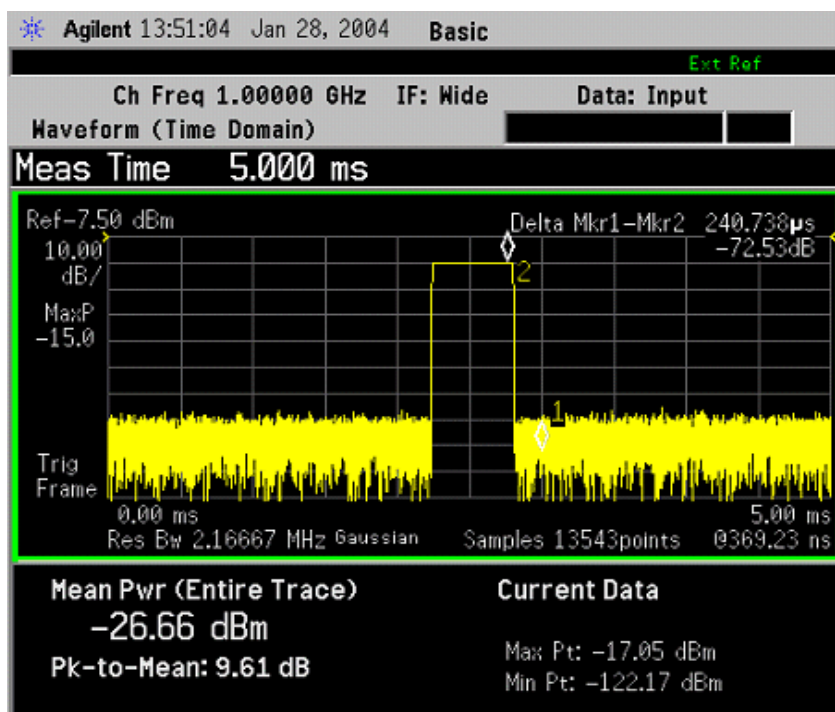 Agilent 13:51:04 Jan 28, 2004 Basic
Ext Ref
Ch Freq 1.00000 GHz IF: Wide Data: Input
Waveform (Time Domain)
Meas Time 5.000 ms
Ref-7.50 dBm Delta Mkr1-Mkr2 240.738µs
10.00 -72.53dB
dB/
2
MaxP
-15.0
1
Trig
Frame
0.00 ms 5.00 ms
Res Bw 2.16667 MHz Gaussian Samples 13543points @369.23 ns
Mean Pwr (Entire Trace) Current Data
-26.66 dBm
Max Pt: -17.05 dBm
Pk-to-Mean: 9.61 dB
Min Pt: -122.17 dBm